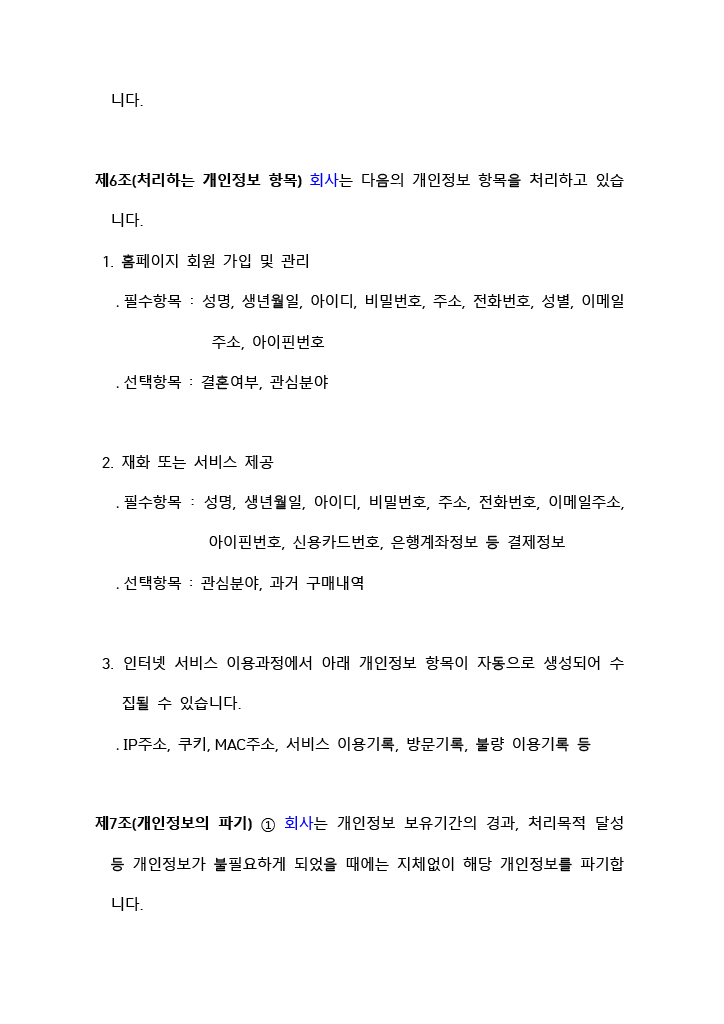 니다.
제6조(처리하는 개인정보 항목) 회사는 다음의 개인정보 항목을 처리하고 있습
니다.
1. 홈페이지 회원 가입 및 관리
. 필수항목 : 성명, 생년월일, 아이디, 비밀번호, 주소, 전화번호, 성별, 이메일
주소, 아이핀번호
. 선택항목 : 결혼여부, 관심분야
2. 재화 또는 서비스 제공
. 필수항목 : 성명, 생년월일, 아이디, 비밀번호, 주소, 전화번호, 이메일주소,
아이핀번호, 신용카드번호, 은행계좌정보 등 결제정보
. 선택항목 : 관심분야, 과거 구매내역
3. 인터넷 서비스 이용과정에서 아래 개인정보 항목이 자동으로 생성되어 수
집될 수 있습니다.
. IP주소, 쿠키, MAC주소, 서비스 이용기록, 방문기록, 불량 이용기록 등
제7조(개인정보의 파기) ① 회사는 개인정보 보유기간의 경과, 처리목적 달성
등 개인정보가 불필요하게 되었을 때에는 지체없이 해당 개인정보를 파기합
니다.